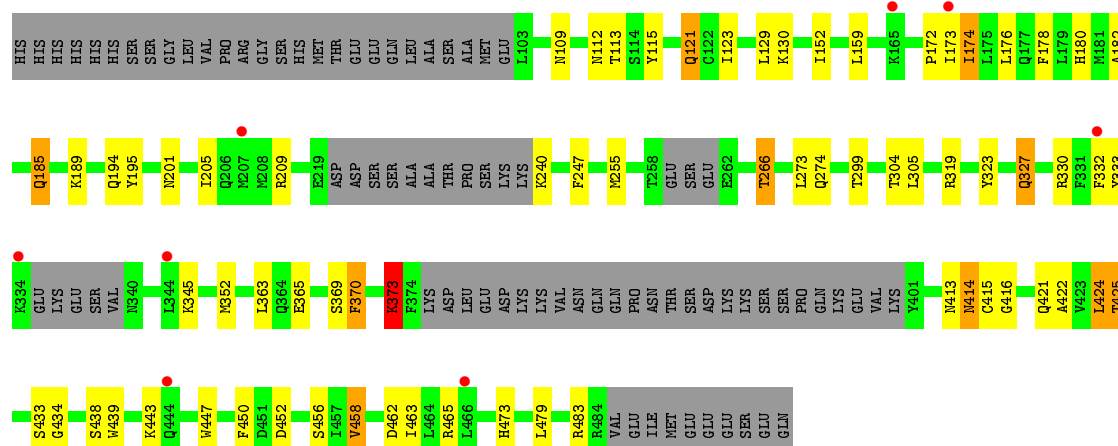 HIS HIS HIS HIS HIS HIS SER SER GLY LEU VAL PRO ARG GLY SER HIS MET THR GLU GLU GLN LEU ALA ALA SER ALA MET GLU L103 N109 N112 T113 S114 Y115 Q121 C122 I123 L129 K130 I152 L159 K165 P172 I173 I174 L175 L176 Q177 F178 L179 H180 M181
Q185 K189 Q194 Y195 N201 I205 Q206 M207 M208 R209 E219 ASP ASP SER SER ALA ALA THR PRO SER LYS LYS K240 F247 M255 T258 GLU SER GLU E262 T266 L273 Q274 T299 T304 L305 R319 Y323 Q327 R330 F331 F332 Y333
K334 GLU LYS GLU SER VAL N340 L344 K345 M352 L363 Q364 E365 S369 F370 K373 F374 LYS ASP LEU GLU ASP LYS LYS VAL ASN GLN GLN PRO ASN THR SER ASP LYS LYS SER SER PRO GLN LYS GLU VAL LYS Y401 N413 N414 C415 G416 Q421 A422 V423 L424 T425
S433 G434 S438 W439 K443 Q444 W447 F450 D451 D452 S456 I457 V458 D462 I463 L464 R465 L466 H473 L479 R483 R484 VAL GLU ILE MET GLU GLU GLU SER GLU GLN